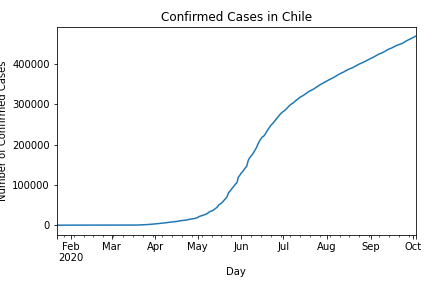 Confirmed Cases in Chile
Number of Confirmed Cases
400000
300000
200000
100000
0
Feb Mar Apr May Jun Jul Aug Sep Oct
2020
Day